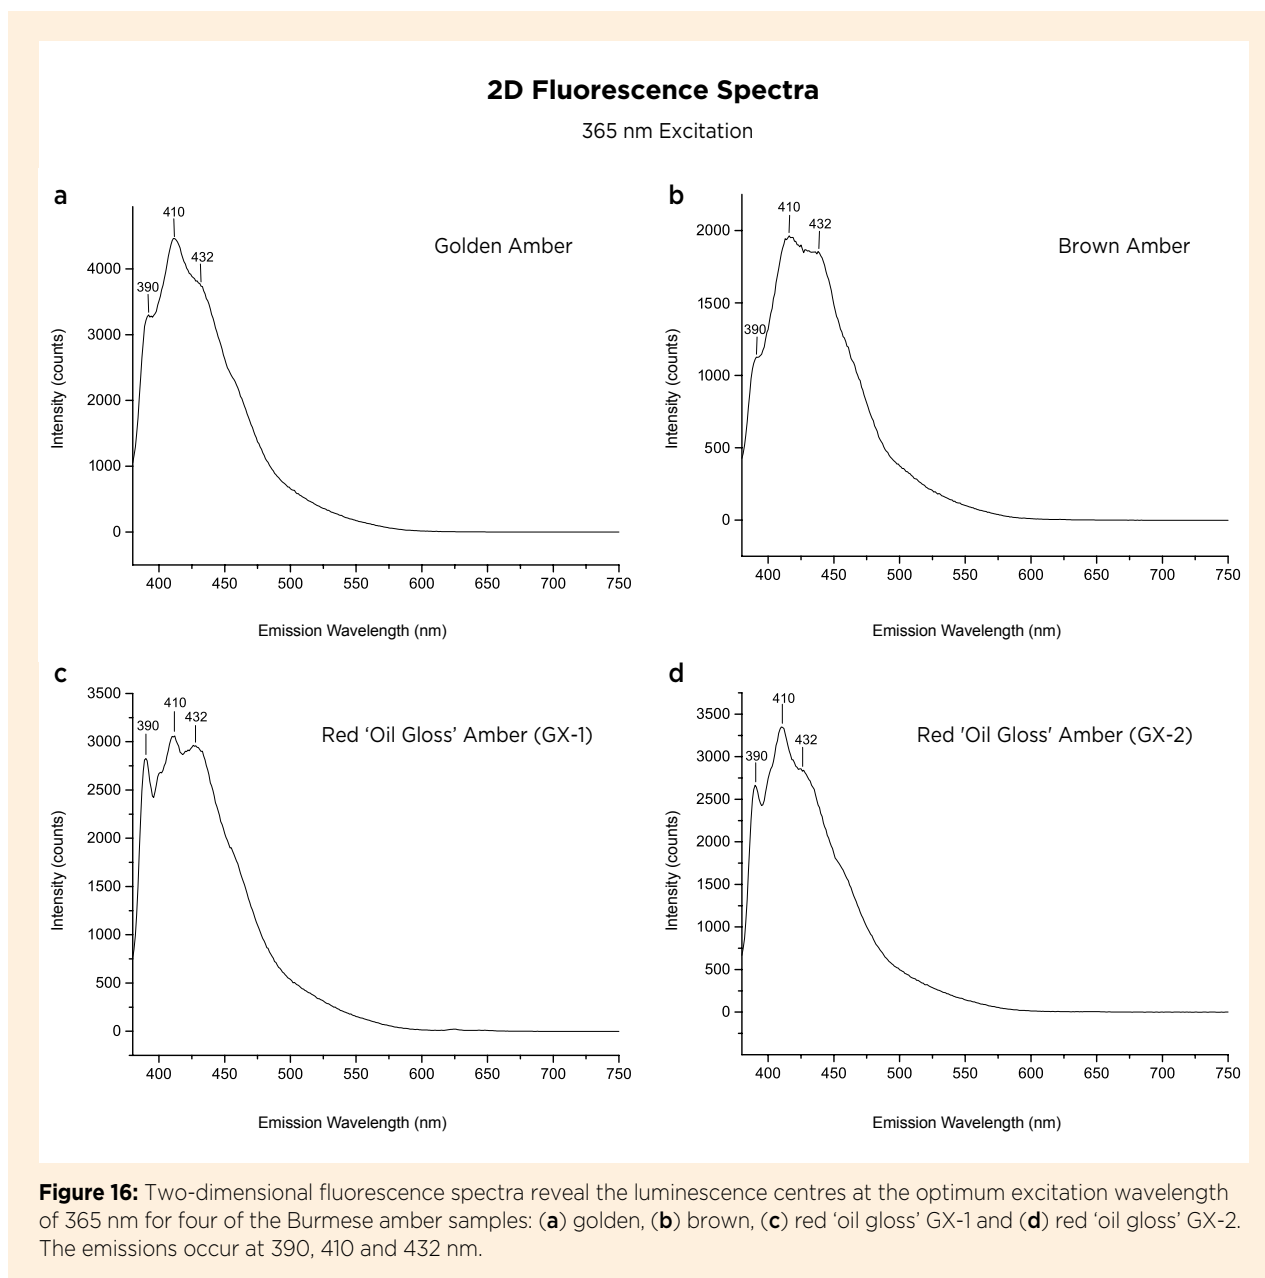 2D Fluorescence Spectra
365 nm Excitation
a
Golden Amber
410
432
390
4000
3000
2000
1000
0
Intensity (counts)
400 450 500 550 600 650 700 750
Emission Wavelength (nm)
b
Brown Amber
410
432
390
2000
1500
1000
500
0
Intensity (counts)
400 450 500 550 600 650 700 750
Emission Wavelength (nm)
c
Red ‘Oil Gloss’ Amber (GX-1)
410
432
390
3500
3000
2500
2000
1500
1000
500
0
Intensity (counts)
400 450 500 550 600 650 700 750
Emission Wavelength (nm)
d
Red 'Oil Gloss' Amber (GX-2)
410
432
390
3500
3000
2500
2000
1500
1000
500
0
Intensity (counts)
400 450 500 550 600 650 700 750
Emission Wavelength (nm)
Figure 16: Two-dimensional fluorescence spectra reveal the luminescence centres at the optimum excitation wavelength
of 365 nm for four of the Burmese amber samples: (a) golden, (b) brown, (c) red ‘oil gloss’ GX-1 and (d) red ‘oil gloss’ GX-2.
The emissions occur at 390, 410 and 432 nm.